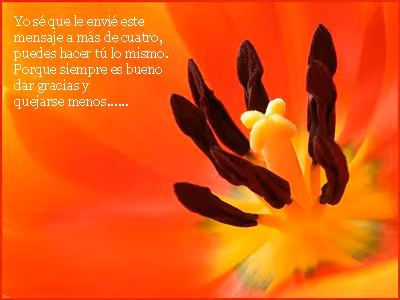 Yo sé que le envié este
mensaje a más de cuatro,
puedes hacer tú lo mismo.
Porque siempre es bueno
dar gracias y
quejarse menos......